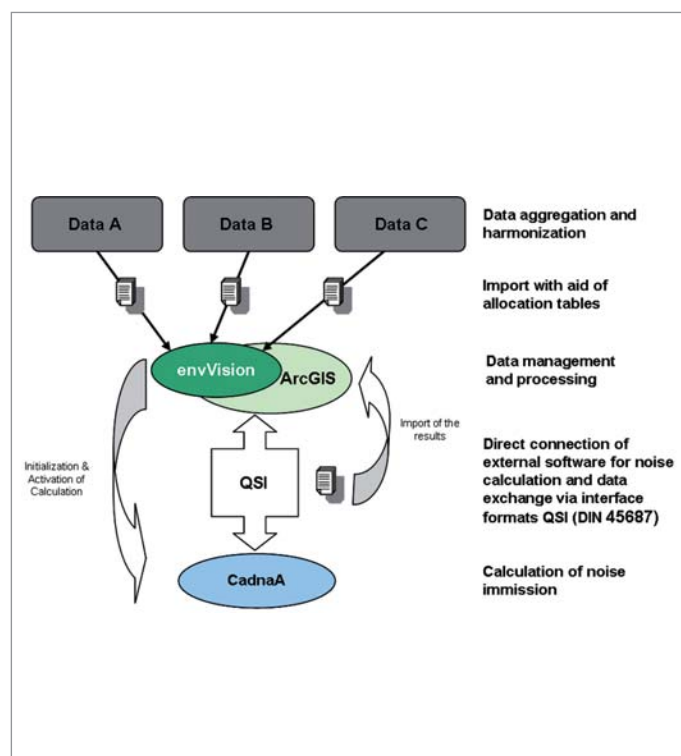 Data A
Data B
Data C
Data aggregation and
harmonization
Import with aid of
allocation tables
envVision
ArcGIS
Data management
and processing
Import of the
results
Initialization &
Activation of
Calculation
QSI
Direct connection of
external software for noise
calculation and data
exchange via interface
formats QSI (DIN 45687)
CadnaA
Calculation of noise
immission